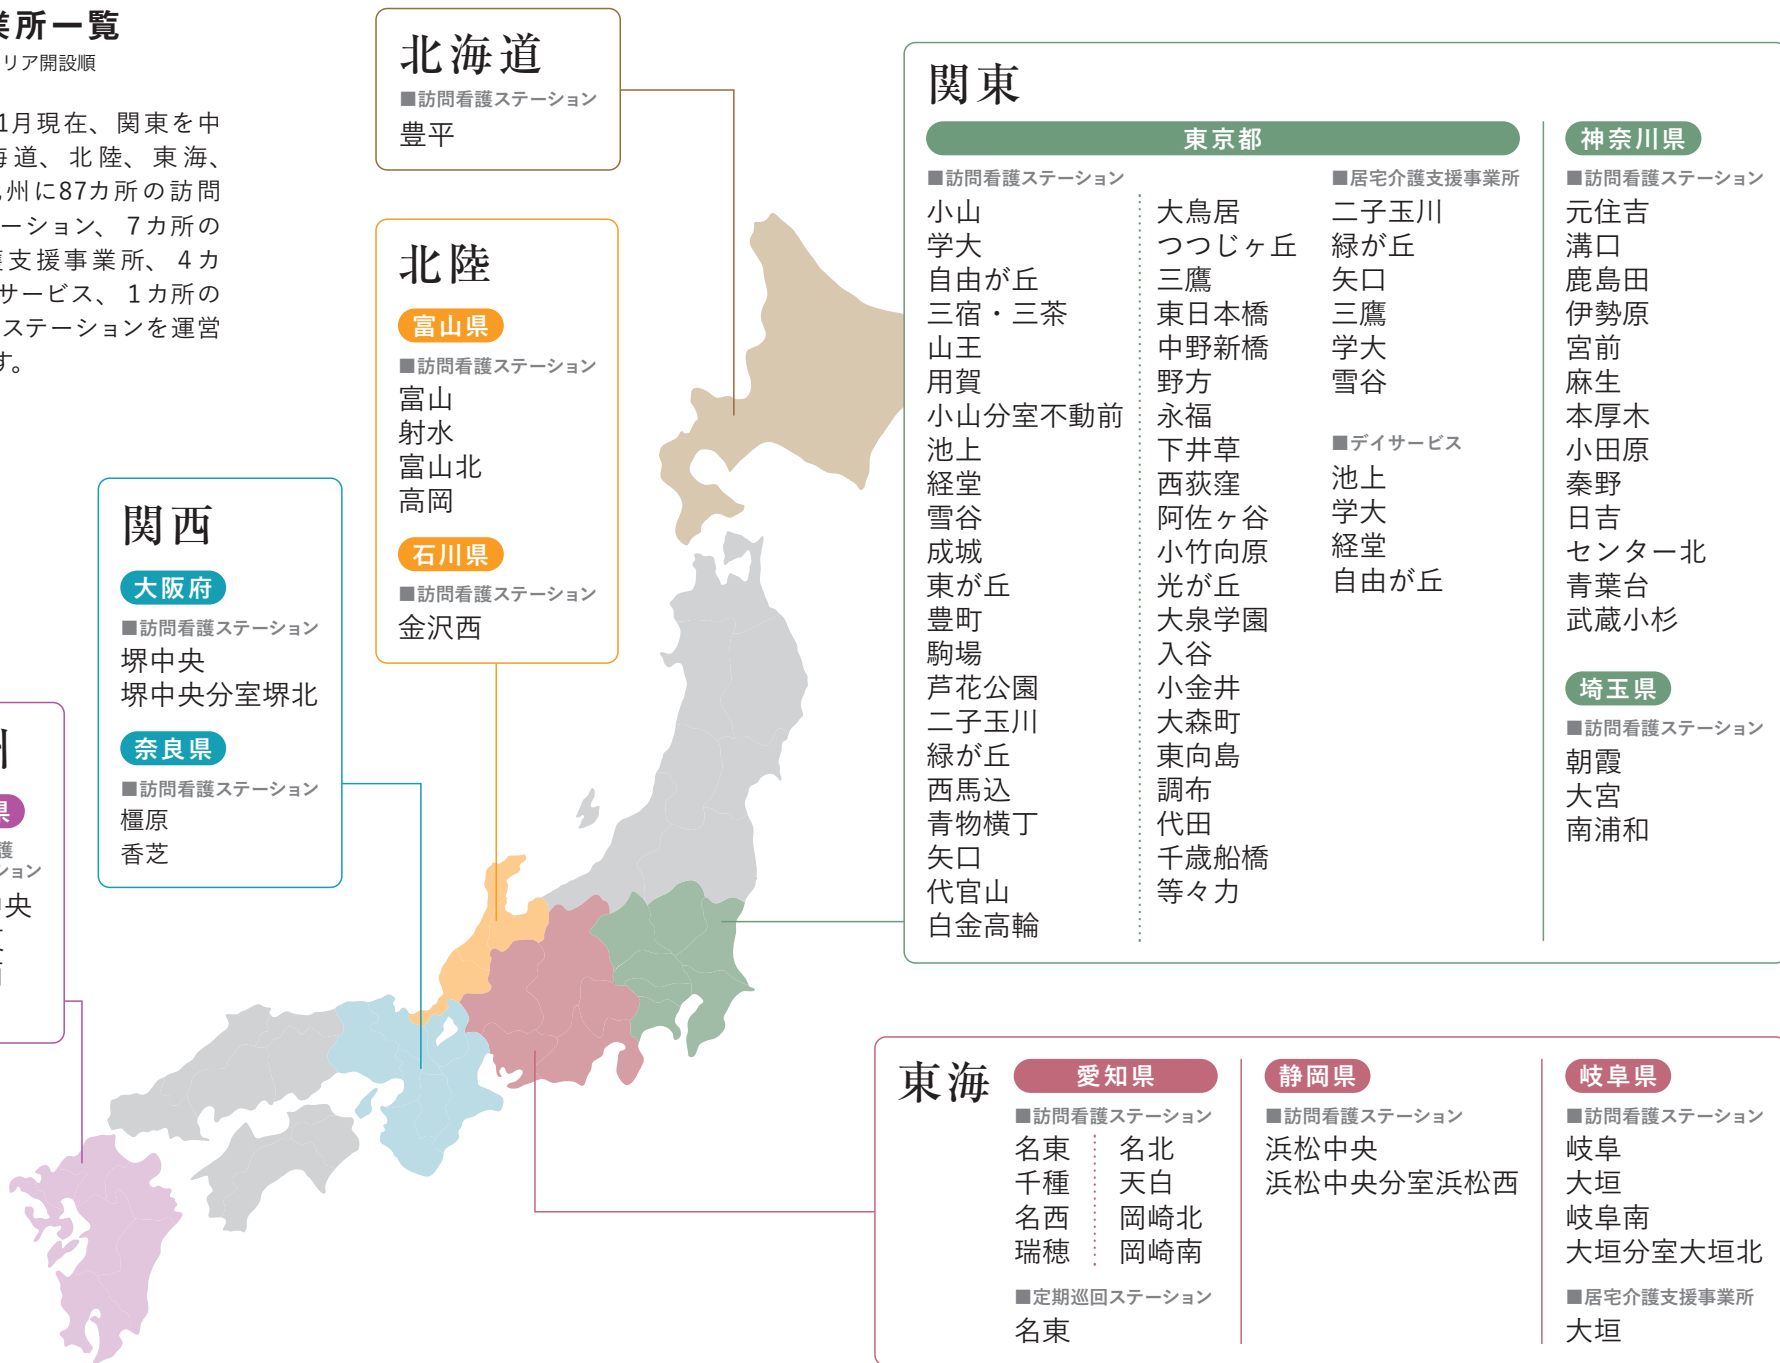 業所一覧
リア開設順
1月現在、関東を中
海道、北陸、東海、
九州に87カ所の訪問
ーション、7カ所の
護支援事業所、4カ
サービス、1カ所の
ステーションを運営
す。
北海道
■訪問看護ステーション
豊平
北陸
富山県
■訪問看護ステーション
富山
射水
富山北
高岡
石川県
■訪問看護ステーション
金沢西
関西
大阪府
■訪問看護ステーション
堺中央
堺中央分室堺北
奈良県
■訪問看護ステーション
橿原
香芝
州
県
護
ション
中央
関東
東京都
■訪問看護ステーション
小山
学大
自由が丘
三宿・三茶
山王
用賀
小山分室不動前
池上
経堂
雪谷
成城
東が丘
豊町
駒場
芦花公園
二子玉川
緑が丘
西馬込
青物横丁
矢口
代官山
白金高輪
大鳥居
つつじヶ丘
三鷹
東日本橋
中野新橋
野方
永福
下井草
西荻窪
阿佐ヶ谷
小竹向原
光が丘
大泉学園
入谷
小金井
大森町
東向島
調布
代田
千歳船橋
等々力
■居宅介護支援事業所
二子玉川
緑が丘
矢口
三鷹
学大
雪谷
■デイサービス
池上
学大
経堂
自由が丘
神奈川県
■訪問看護ステーション
元住吉
溝口
鹿島田
伊勢原
宮前
麻生
本厚木
小田原
秦野
日吉
センター北
青葉台
武蔵小杉
埼玉県
■訪問看護ステーション
朝霞
大宮
南浦和
東海
愛知県
■訪問看護ステーション
名東
千種
名西
瑞穂
名北
天白
岡崎北
岡崎南
■定期巡回ステーション
名東
静岡県
■訪問看護ステーション
浜松中央
浜松中央分室浜松西
岐阜県
■訪問看護ステーション
岐阜
大垣
岐阜南
大垣分室大垣北
■居宅介護支援事業所
大垣